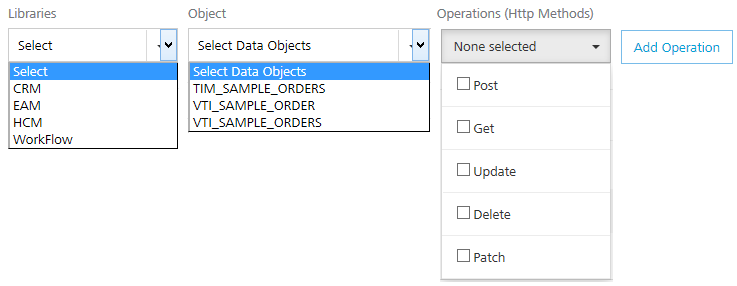 Libraries
Object
Operations (Http Methods)
Select
Select Data Objects
None selected
Add Operation
Select
CRM
EAM
HCM
WorkFlow
Select Data Objects
TIM_SAMPLE_ORDERS
VTI_SAMPLE_ORDER
VTI_SAMPLE_ORDERS
Post
Get
Update
Delete
Patch